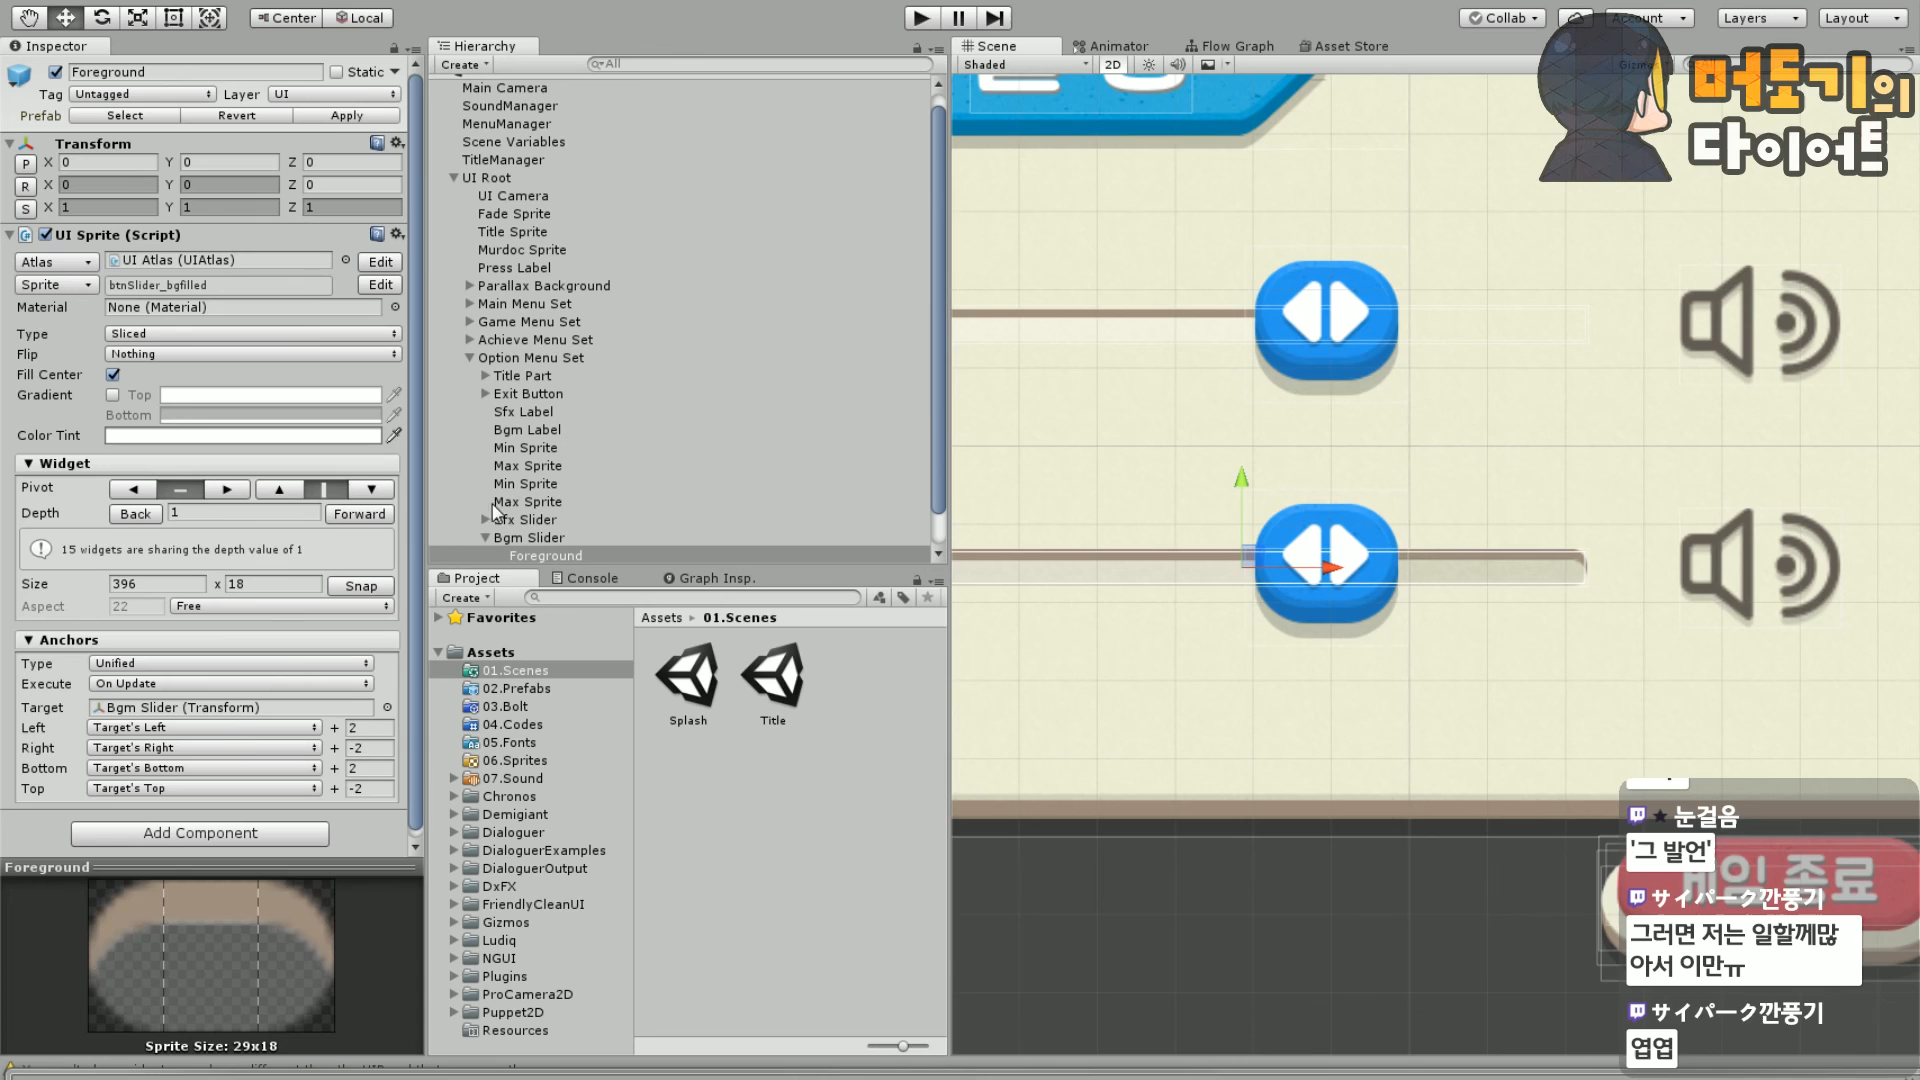 Center
Local
Collab
Account
Layers
Layout
Inspector
Foreground
Static
Tag
Untagged
Layer
UI
Prefab
Select
Revert
Apply
Transform
P X 0 Y 0 Z 0
R X 0 Y 0 Z 0
S X 1 Y 1 Z 1
UI Sprite (Script)
Atlas
UI Atlas (UIAtlas)
Edit
Sprite
btnSlider_bgfilled
Edit
Material
None (Material)
Type
Sliced
Flip
Nothing
Fill Center
Gradient
Top
Bottom
Color Tint
Widget
Pivot
Depth
Back
1
Forward
15 widgets are sharing the depth value of 1
Size
396
x 18
Snap
Aspect
22
Free
Anchors
Type
Unified
Execute
On Update
Target
Bgm Slider (Transform)
Left
Target's Left
+ 2
Right
Target's Right
+ -2
Bottom
Target's Bottom
+ 2
Top
Target's Top
+ -2
Add Component
Foreground
Sprite Size: 29x18
Hierarchy
Create
All
Main Camera
SoundManager
MenuManager
Scene Variables
TitleManager
UI Root
UI Camera
Fade Sprite
Title Sprite
Murdoc Sprite
Press Label
Parallax Background
Main Menu Set
Game Menu Set
Achieve Menu Set
Option Menu Set
Title Part
Exit Button
Sfx Label
Bgm Label
Min Sprite
Max Sprite
Min Sprite
Max Sprite
Sfx Slider
Bgm Slider
Foreground
Project
Console
Graph Insp.
Create
Favorites
Assets
01.Scenes
02.Prefabs
03.Bolt
04.Codes
05.Fonts
06.Sprites
07.Sound
Chronos
Demigiant
Dialoguer
DialoguerExamples
DialoguerOutput
DxFX
FriendlyCleanUI
Gizmos
Ludiq
NGUI
Plugins
ProCamera2D
Puppet2D
Resources
Assets
01.Scenes
Splash
Title
Scene
Animator
Flow Graph
Asset Store
Shaded
2D
머도기의
다이어트
게임 종료
눈걸음
'그 발언'
サイパーク깐풍기
그러면 저는 일할께많
아서 이만ㅠ
サイパーク깐풍기
엽엽